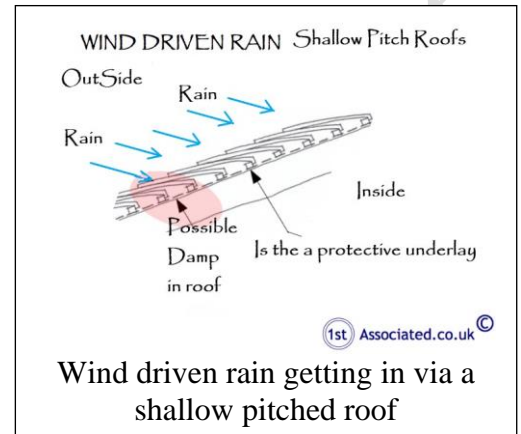 WIND DRIVEN RAIN Shallow Pitch Roofs
OutSide
Rain
Rain
Inside
Possible
Damp
in roof
Is the a protective underlay
1st Associated.co.uk ©
Wind driven rain getting in via a
shallow pitched roof